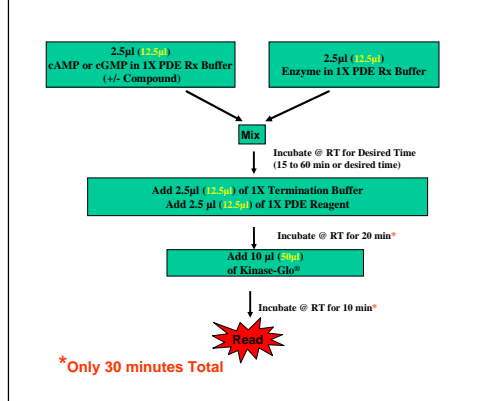 2.5µl (12.5µl)
cAMP or cGMP in 1X PDE Rx Buffer
(+/- Compound)
2.5µl (12.5µl)
Enzyme in 1X PDE Rx Buffer
Mix
Incubate @ RT for Desired Time
(15 to 60 min or desired time)
Add 2.5µl (12.5µl) of 1X Termination Buffer
Add 2.5 µl (12.5µl) of 1X PDE Reagent
Incubate @ RT for 20 min*
Add 10 µl (50µl)
of Kinase-Glo®
Incubate @ RT for 10 min*
Read
*Only 30 minutes Total